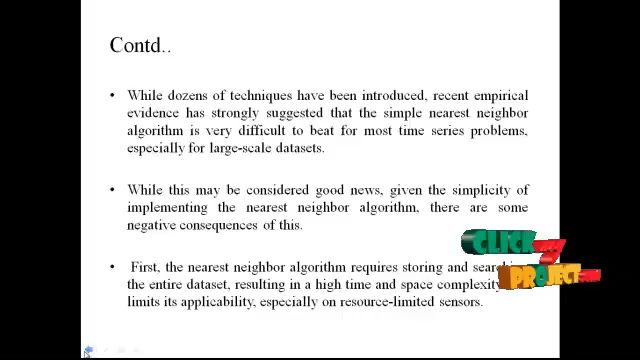 Contd..
• While dozens of techniques have been introduced, recent empirical
evidence has strongly suggested that the simple nearest neighbor
algorithm is very difficult to beat for most time series problems,
especially for large-scale datasets.
• While this may be considered good news, given the simplicity of
implementing the nearest neighbor algorithm, there are some
negative consequences of this.
• First, the nearest neighbor algorithm requires storing and
the entire dataset, resulting in a high time and space complexity
limits its applicability, especially on resource-limited sensors.
CLICK MY
PROJECT